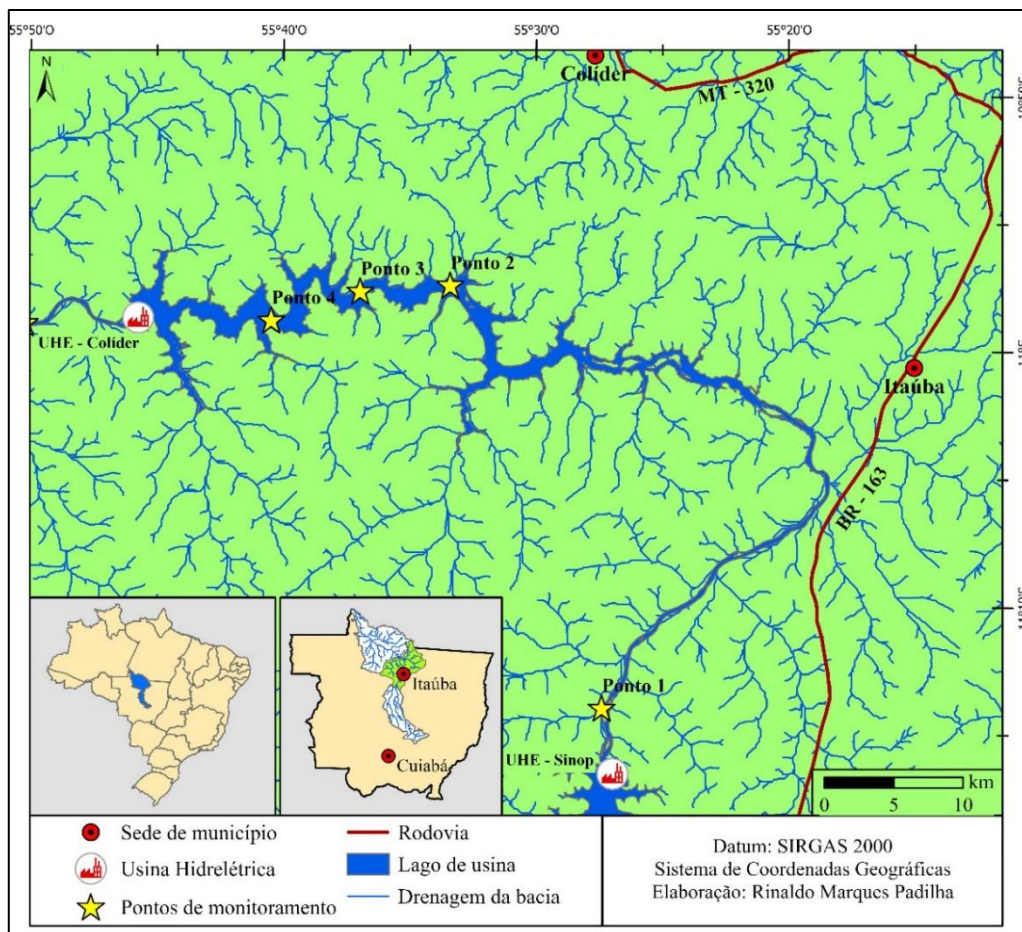 55°50'O 55°40'O 55°30'O 55°20'O
N
Colíder
MT - 320
Ponto 2
Ponto 3
Ponto 4
UHE - Colíder
11°S
Itaúba
BR - 163
11°10'S
Ponto 1
UHE - Sinop
Itaúba
Cuiabá
km
0 5 10
Sede de município
Usina Hidrelétrica
Pontos de monitoramento
Rodovia
Lago de usina
Drenagem da bacia
Datum: SIRGAS 2000
Sistema de Coordenadas Geográficas
Elaboração: Rinaldo Marques Padilha